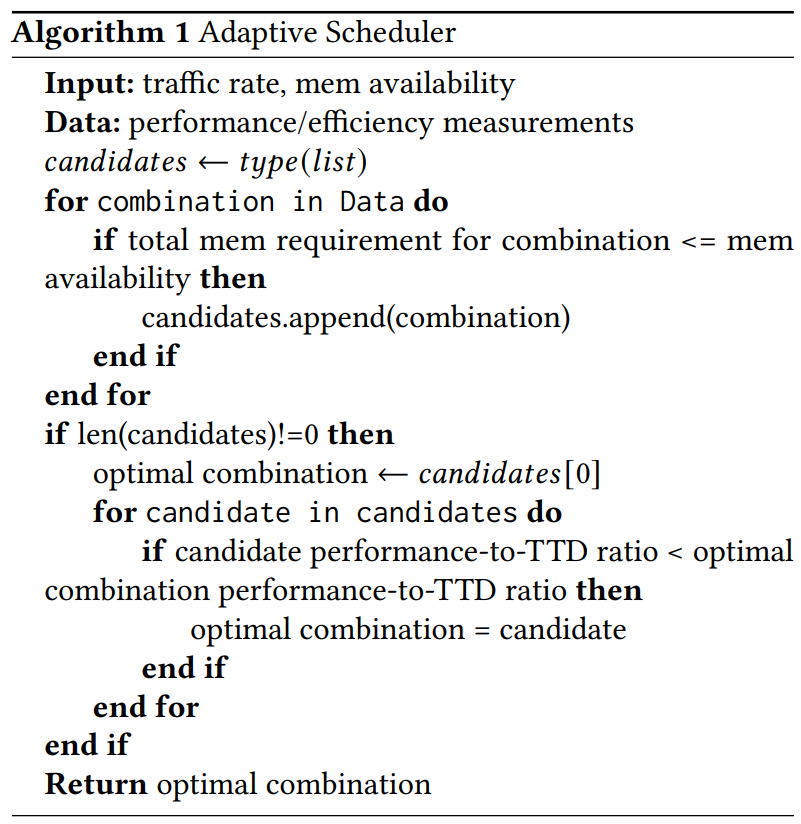 Algorithm 1 Adaptive Scheduler
Input: traffic rate, mem availability
Data: performance/efficiency measurements
candidates ← type(list)
for combination in Data do
if total mem requirement for combination <= mem
availability then
candidates.append(combination)
end if
end for
if len(candidates)!=0 then
optimal combination ← candidates[0]
for candidate in candidates do
if candidate performance-to-TTD ratio < optimal
combination performance-to-TTD ratio then
optimal combination = candidate
end if
end for
end if
Return optimal combination